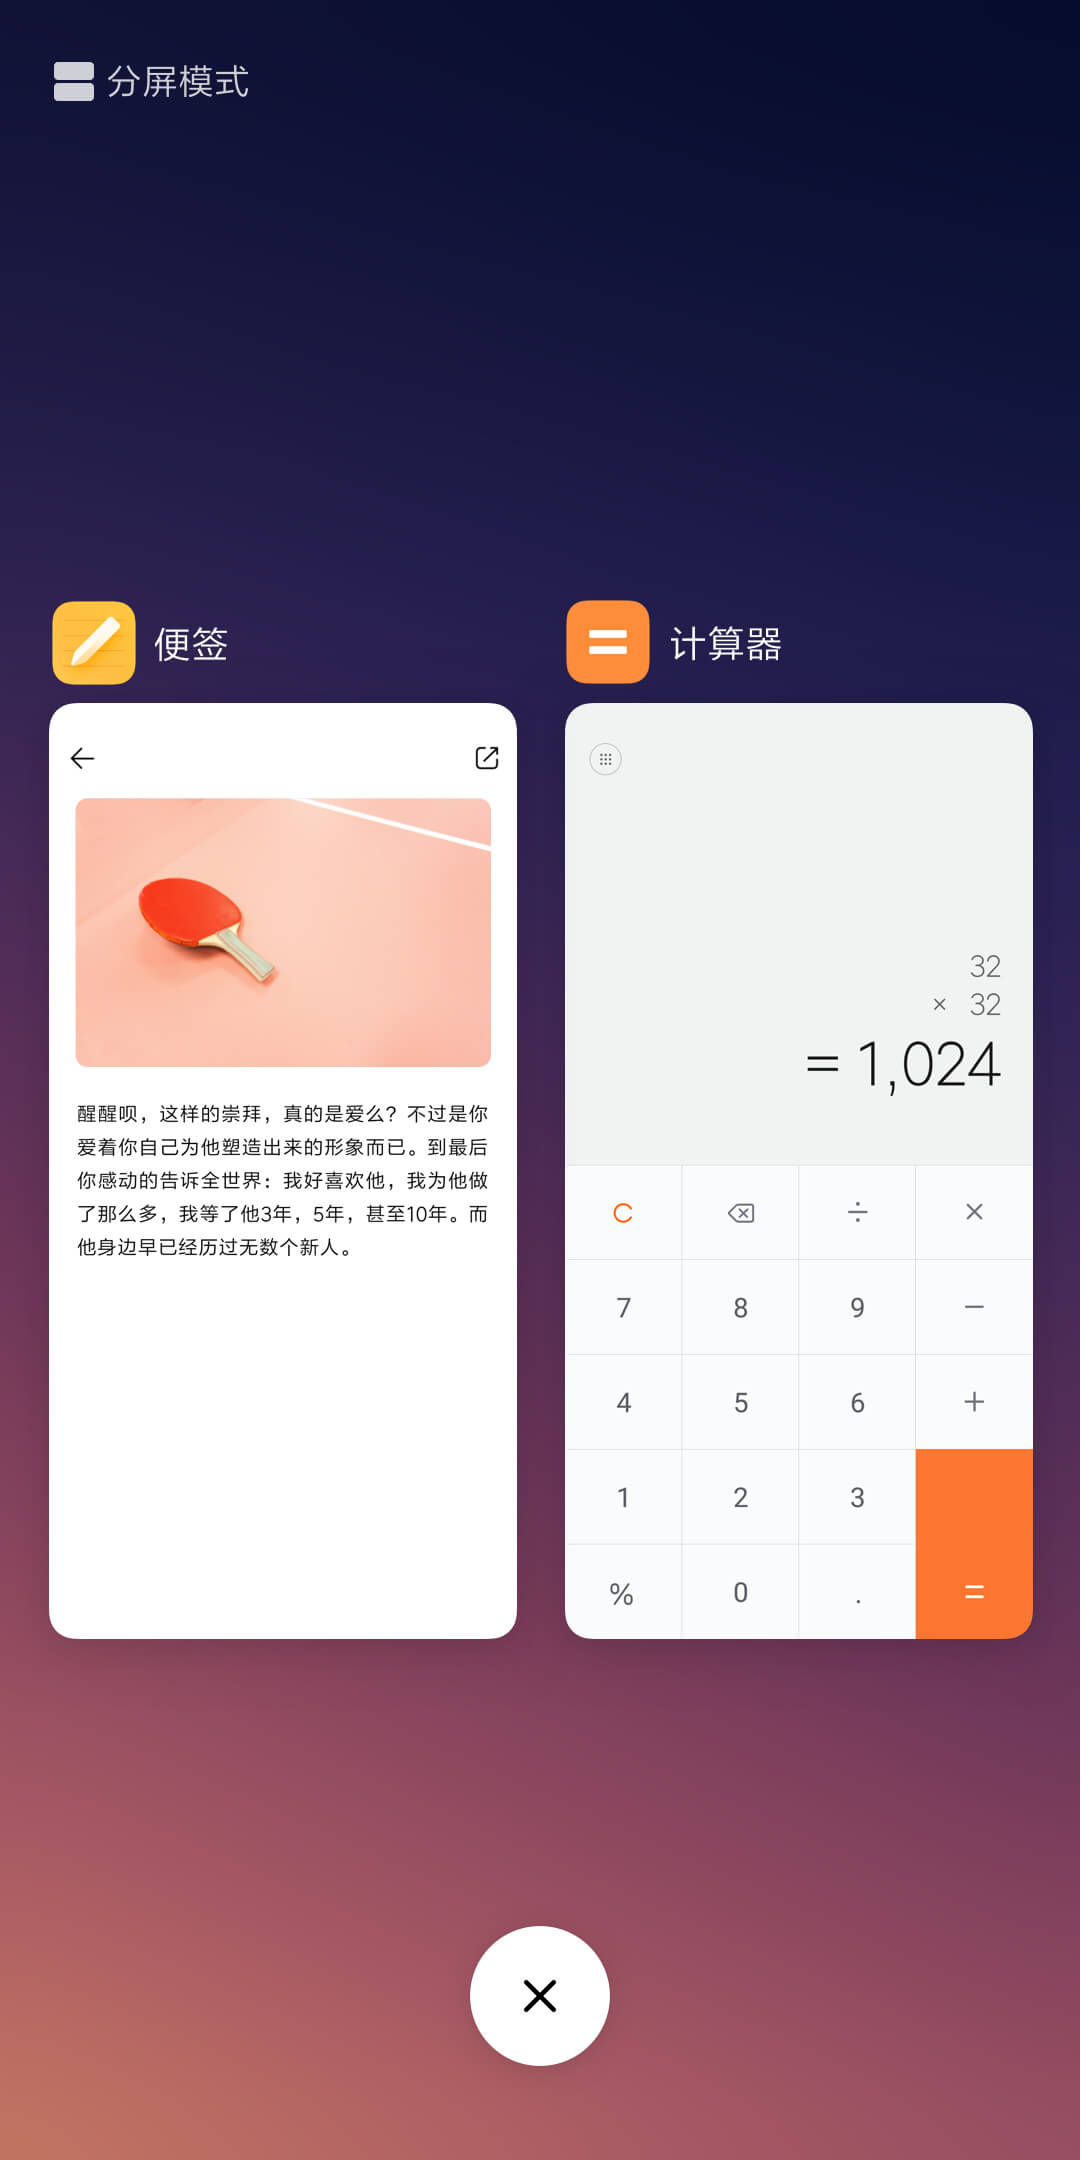 分屏模式
便签
醒醒呗，这样的崇拜，真的是爱么？不过是你
爱着你自己为他塑造出来的形象而已。到最后
你感动的告诉全世界：我好喜欢他，我为他做
了那么多，我等了他3年，5年，甚至10年。而
他身边早已经历过无数个新人。
计算器
32
× 32
= 1,024
C ÷ ×
7 8 9 −
4 5 6 +
1 2 3
% 0 . =